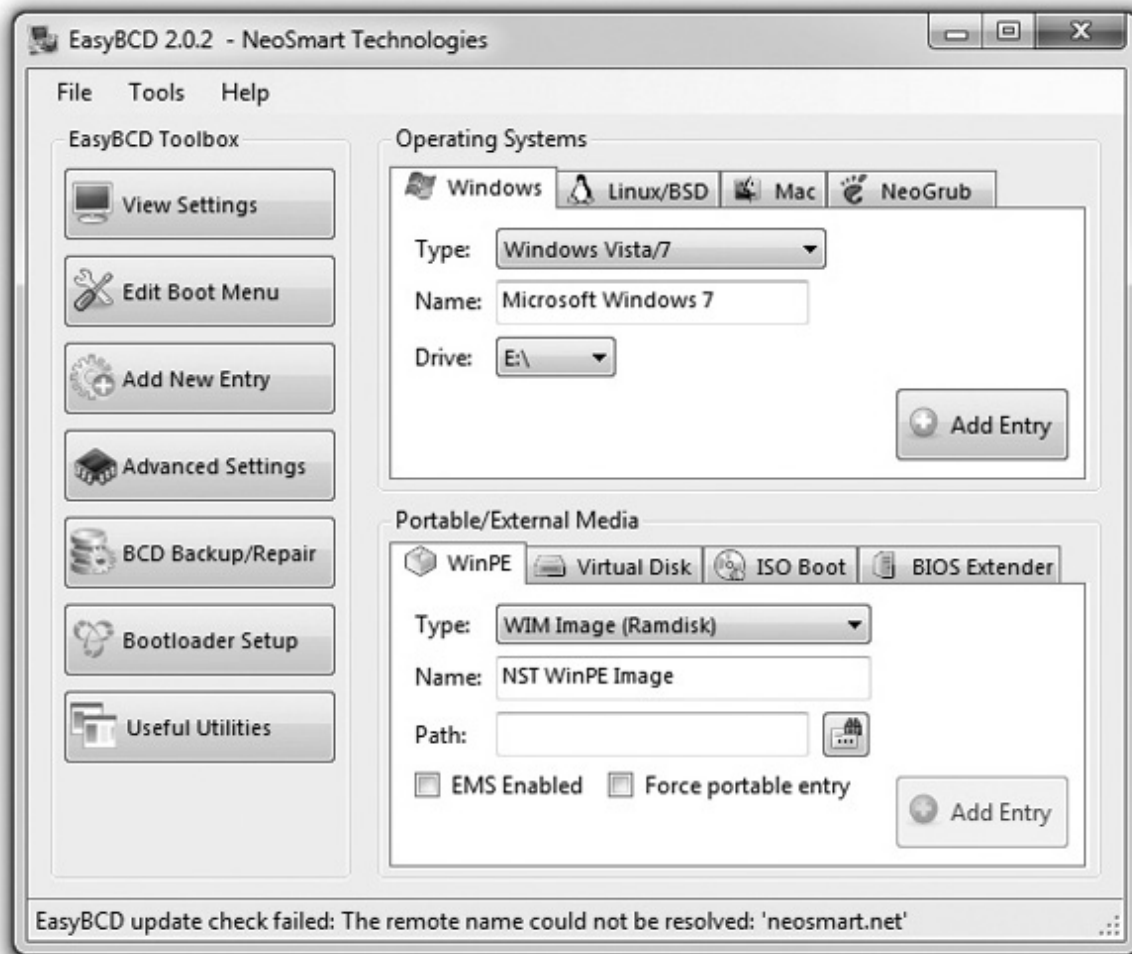 EasyBCD 2.0.2 - NeoSmart Technologies
File Tools Help
EasyBCD Toolbox
View Settings
Edit Boot Menu
Add New Entry
Advanced Settings
BCD Backup/Repair
Bootloader Setup
Useful Utilities
Operating Systems
Windows Linux/BSD Mac NeoGrub
Type: Windows Vista/7
Name: Microsoft Windows 7
Drive: E:\
Add Entry
Portable/External Media
WinPE Virtual Disk ISO Boot BIOS Extender
Type: WIM Image (Ramdisk)
Name: NST WinPE Image
Path: ...
EMS Enabled Force portable entry
Add Entry
EasyBCD update check failed: The remote name could not be resolved: 'neosmart.net'